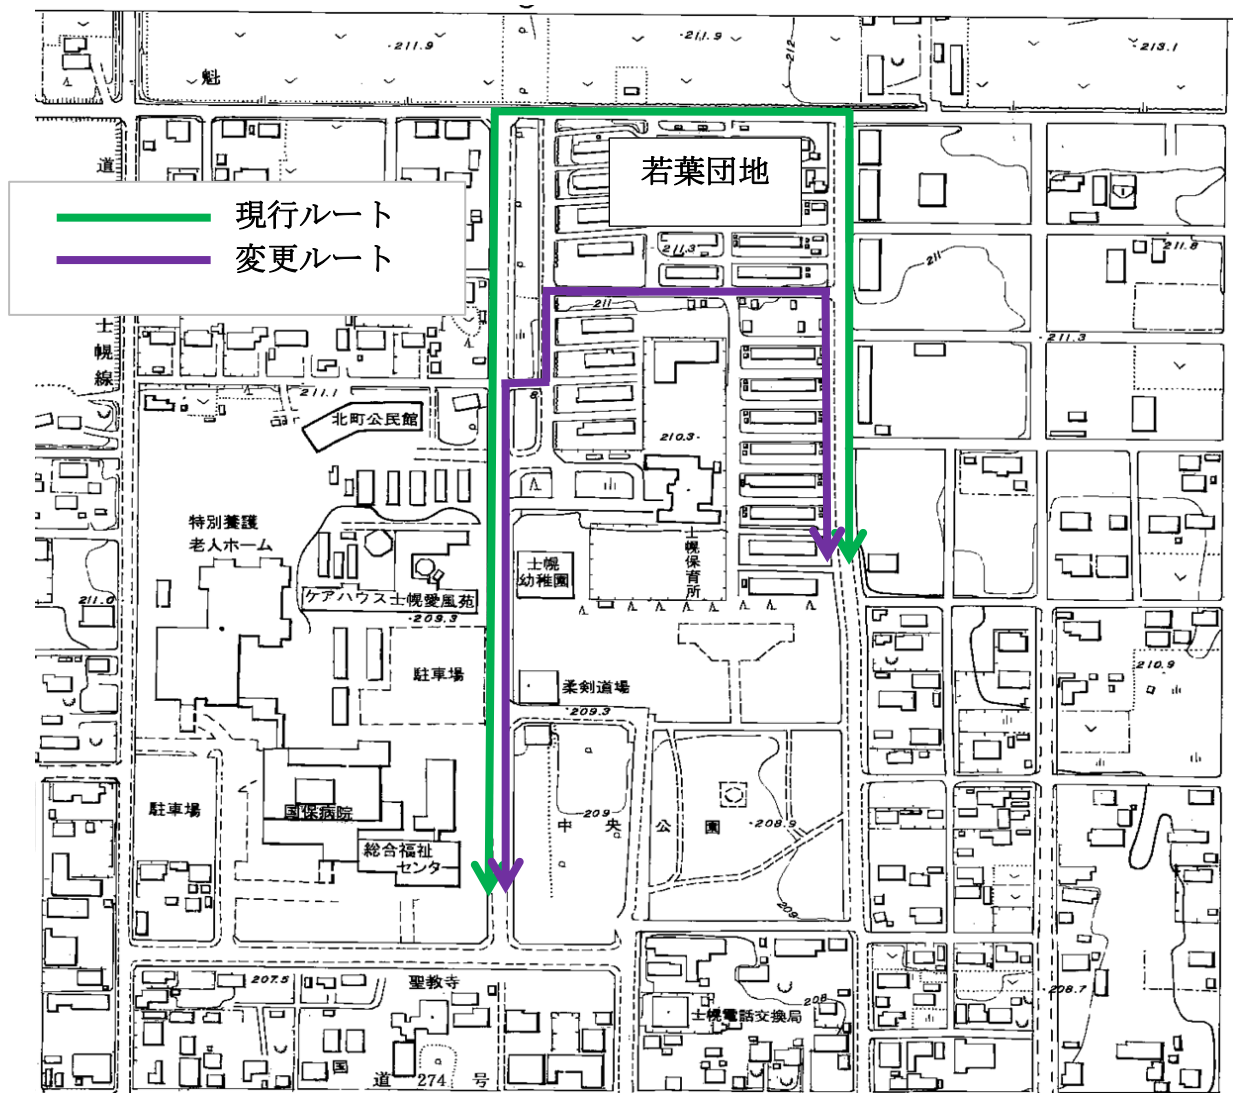 211.9
211.9
212
213.1
魁
道
若葉団地
現行ルート
変更ルート
211.3
211.8
211
211
士
幌
線
211.3
211.1
北町公民館
210.3
特別養護
老人ホーム
士幌保育所
士幌
幼稚園
ケアハウス士幌愛風苑
211.0
209.3
210.9
駐車場
柔剣道場
209.3
駐車場
国保病院
209
中央公園
208.9
総合福祉
センター
209
207.5
聖教寺
208.7
208
士幌電話交換局
国道274号